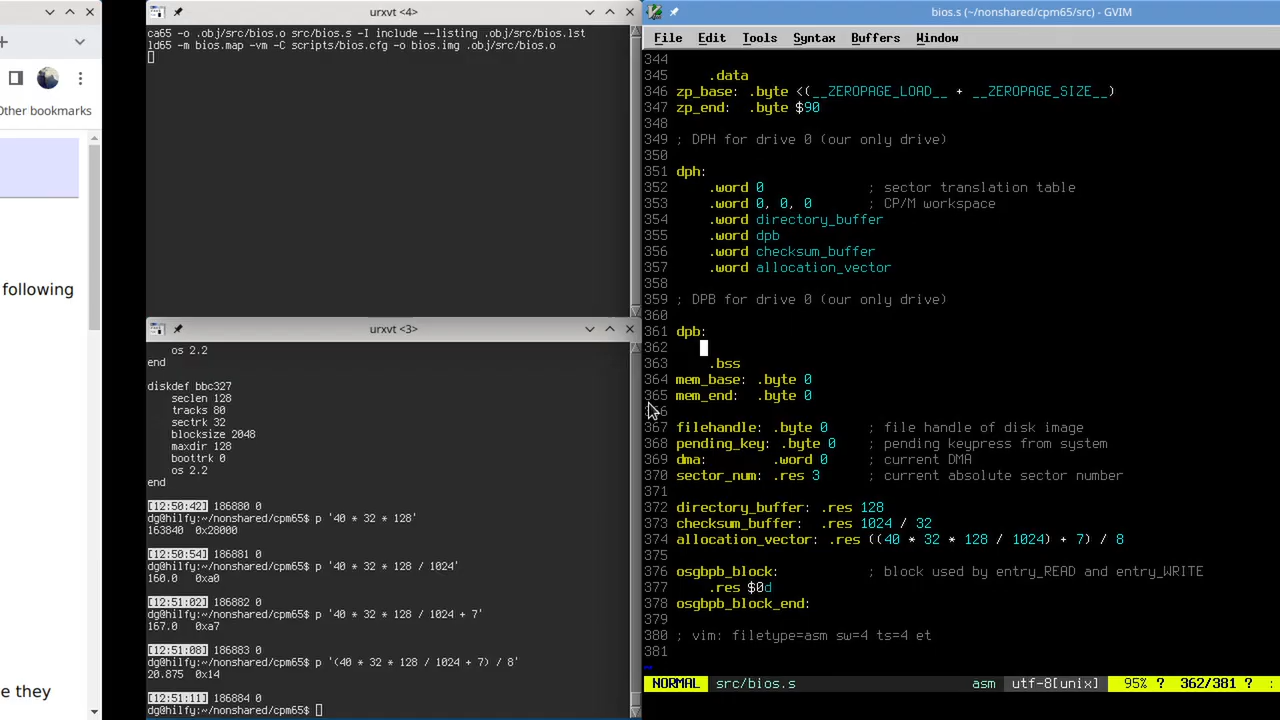 Other bookmarks
following
e they
urxvt <4>
ca65 -o .obj/src/bios.o src/bios.s -I include --listing .obj/src/bios.lst
ld65 -m bios.map -vm -C scripts/bios.cfg -o bios.img .obj/src/bios.o
urxvt <3>
os 2.2
end
diskdef bbc327
seclen 128
tracks 80
sectrk 32
blocksize 2048
maxdir 128
boottrk 0
os 2.2
end
[12:50:42] 186880 0
dg@hilfy:~/nonshared/cpm65$ p '40 * 32 * 128'
163840 0x28000
[12:50:54] 186881 0
dg@hilfy:~/nonshared/cpm65$ p '40 * 32 * 128 / 1024'
160.0 0xa0
[12:51:02] 186882 0
dg@hilfy:~/nonshared/cpm65$ p '40 * 32 * 128 / 1024 + 7'
167.0 0xa7
[12:51:08] 186883 0
dg@hilfy:~/nonshared/cpm65$ p '(40 * 32 * 128 / 1024 + 7) / 8'
20.875 0x14
[12:51:11] 186884 0
dg@hilfy:~/nonshared/cpm65$
bios.s (~/nonshared/cpm65/src) - GVIM
File Edit Tools Syntax Buffers Window
344
345 .data
346 zp_base: .byte <(__ZEROPAGE_LOAD__ + __ZEROPAGE_SIZE__)
347 zp_end: .byte $90
348
349 ; DPH for drive 0 (our only drive)
350
351 dph:
352 .word 0 ; sector translation table
353 .word 0, 0, 0 ; CP/M workspace
354 .word directory_buffer
355 .word dpb
356 .word checksum_buffer
357 .word allocation_vector
358
359 ; DPB for drive 0 (our only drive)
360
361 dpb:
362
363 .bss
364 mem_base: .byte 0
365 mem_end: .byte 0
366
367 filehandle: .byte 0 ; file handle of disk image
368 pending_key: .byte 0 ; pending keypress from system
369 dma: .word 0 ; current DMA
370 sector_num: .res 3 ; current absolute sector number
371
372 directory_buffer: .res 128
373 checksum_buffer: .res 1024 / 32
374 allocation_vector: .res ((40 * 32 * 128 / 1024) + 7) / 8
375
376 osgbpb_block: ; block used by entry_READ and entry_WRITE
377 .res $0d
378 osgbpb_block_end:
379
380 ; vim: filetype=asm sw=4 ts=4 et
381
~
NORMAL src/bios.s asm utf-8[unix] 95% ? 362/381 ? :